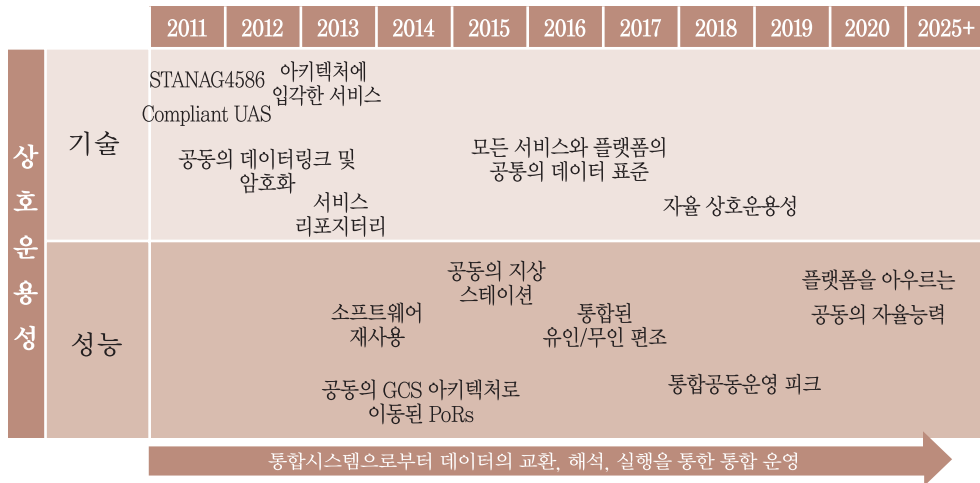 2011 2012 2013 2014 2015 2016 2017 2018 2019 2020 2025+
상호운용성
기술
STANAG4586
Compliant UAS
아키텍처에
입각한 서비스
공동의 데이터링크 및
암호화
서비스
리포지터리
모든 서비스와 플랫폼의
공통의 데이터 표준
자율 상호운용성
성능
소프트웨어
재사용
공동의 지상
스테이션
통합된
유인/무인 편조
플랫폼을 아우르는
공동의 자율능력
공동의 GCS 아키텍처로
이동된 PoRs
통합공동운영 피크
통합시스템으로부터 데이터의 교환, 해석, 실행을 통한 통합 운영